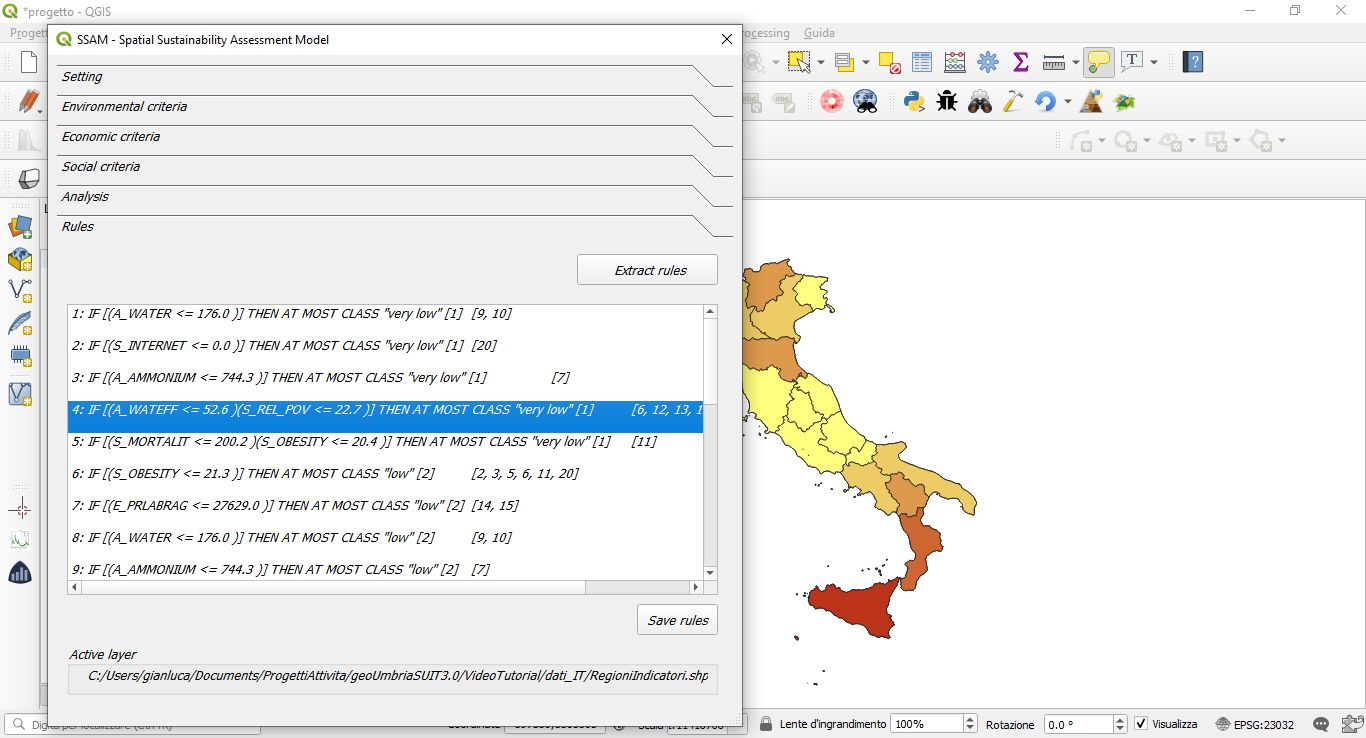 *progetto - QGIS
SSAM - Spatial Sustainability Assessment Model
Guida
Setting
Environmental criteria
Economic criteria
Social criteria
Analysis
Rules
Extract rules
1: IF [(A_WATER <= 176.0 )] THEN AT MOST CLASS "very low" [1] [9, 10]
2: IF [(S_INTERNET <= 0.0 )] THEN AT MOST CLASS "very low" [1] [20]
3: IF [(A_AMMONIUM <= 744.3 )] THEN AT MOST CLASS "very low" [1] [7]
4: IF [(A_WATEFF <= 52.6 )(S_REL_POV <= 22.7 )] THEN AT MOST CLASS "very low" [1] [6, 12, 13, 1
5: IF [(S_MORTALIT <= 200.2 )(S_OBESITY <= 20.4 )] THEN AT MOST CLASS "very low" [1] [11]
6: IF [(S_OBESITY <= 21.3 )] THEN AT MOST CLASS "low" [2] [2, 3, 5, 6, 11, 20]
7: IF [(E_PRLABRAG <= 27629.0 )] THEN AT MOST CLASS "low" [2] [14, 15]
8: IF [(A_WATER <= 176.0 )] THEN AT MOST CLASS "low" [2] [9, 10]
9: IF [(A_AMMONIUM <= 744.3 )] THEN AT MOST CLASS "low" [2] [7]
Save rules
Active layer
C:/Users/gianluca/Documents/ProgettiAttivita/geoUmbriaSUIT3.0/VideoTutorial/dati_IT/RegioniIndicatori.shp
Lente d'ingrandimento 100% Rotazione 0.0 ° Visualizza EPSG:23032